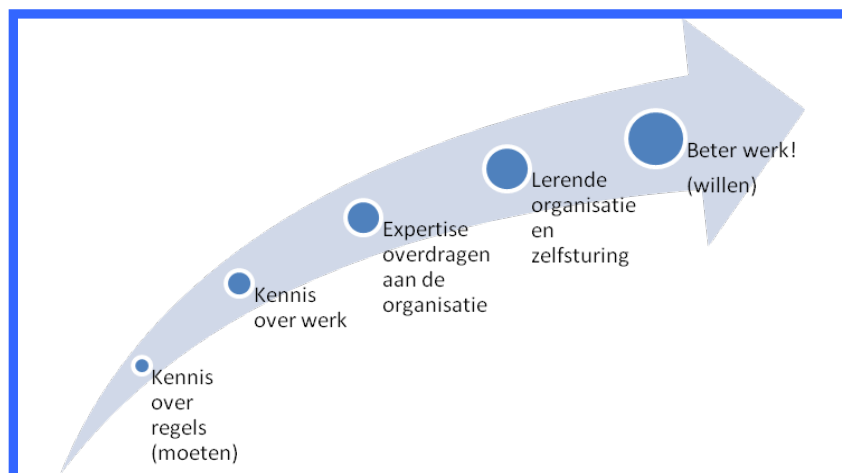 Kennis
over
regels
(moeten)
Kennis
over werk
Expertise
overdragen
aan de
organisatie
Lerende
organisatie
en
zelfsturing
Beter werk!
(willen)